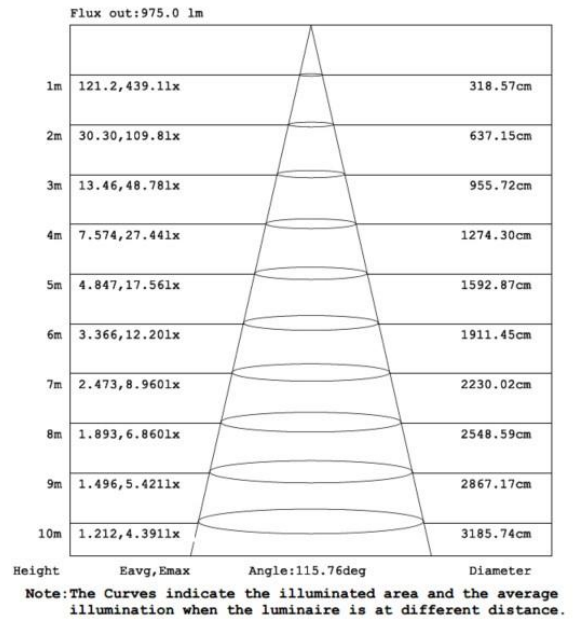 Flux out:975.0 lm
1m 121.2,439.1lx 318.57cm
2m 30.30,109.8lx 637.15cm
3m 13.46,48.78lx 955.72cm
4m 7.574,27.44lx 1274.30cm
5m 4.847,17.56lx 1592.87cm
6m 3.366,12.20lx 1911.45cm
7m 2.473,8.960lx 2230.02cm
8m 1.893,6.860lx 2548.59cm
9m 1.496,5.421lx 2867.17cm
10m 1.212,4.391lx 3185.74cm
Height Eavg,Emax Angle:115.76deg Diameter
Note:The Curves indicate the illuminated area and the average
illumination when the luminaire is at different distance.